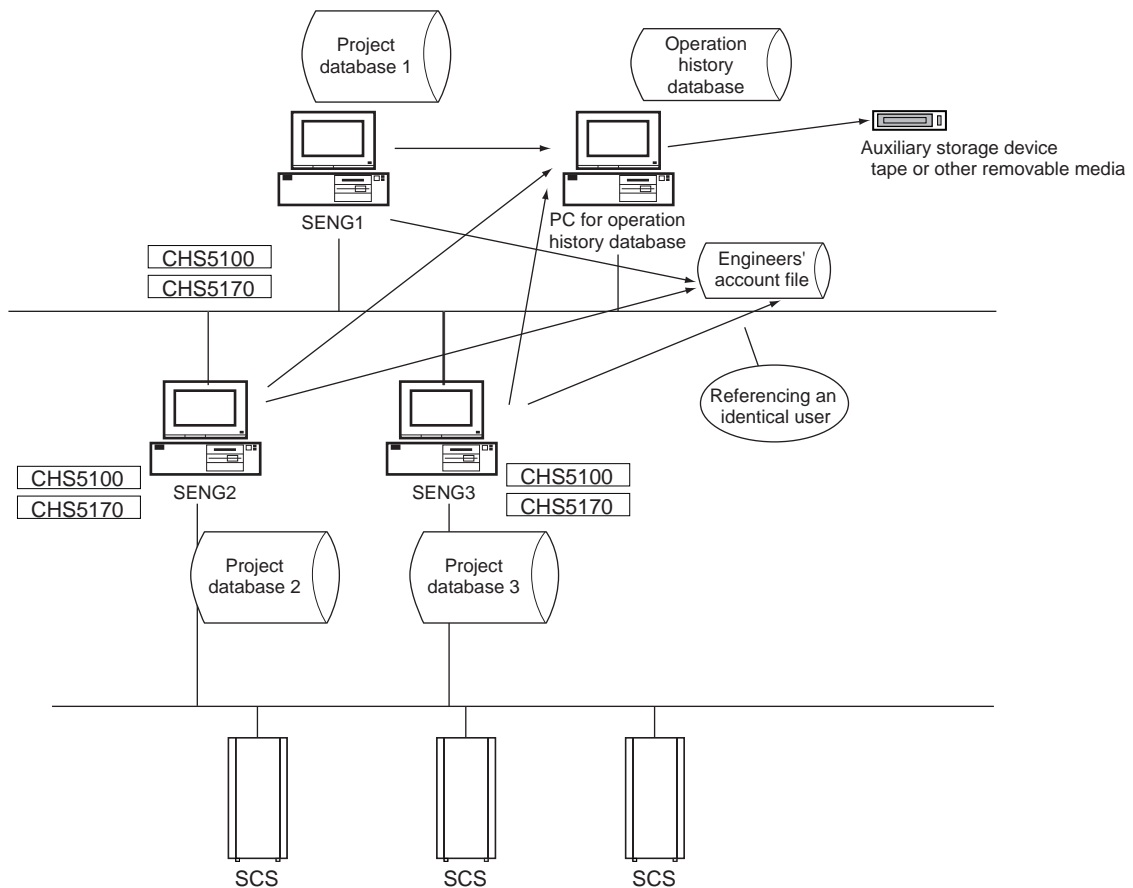 Project
database 1
Operation
history
database
Auxiliary storage device
tape or other removable media
SENG1
PC for operation
history database
CHS5100
CHS5170
Engineers'
account file
Referencing an
identical user
CHS5100
CHS5170
SENG2
SENG3
CHS5100
CHS5170
Project
database 2
Project
database 3
SCS
SCS
SCS